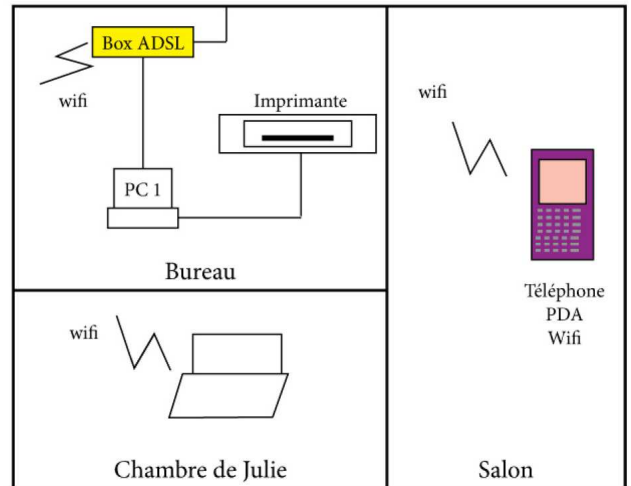 Box ADSL
wifi
Imprimante
PC 1
Bureau
wifi
Téléphone
PDA
Wifi
wifi
Chambre de Julie
Salon